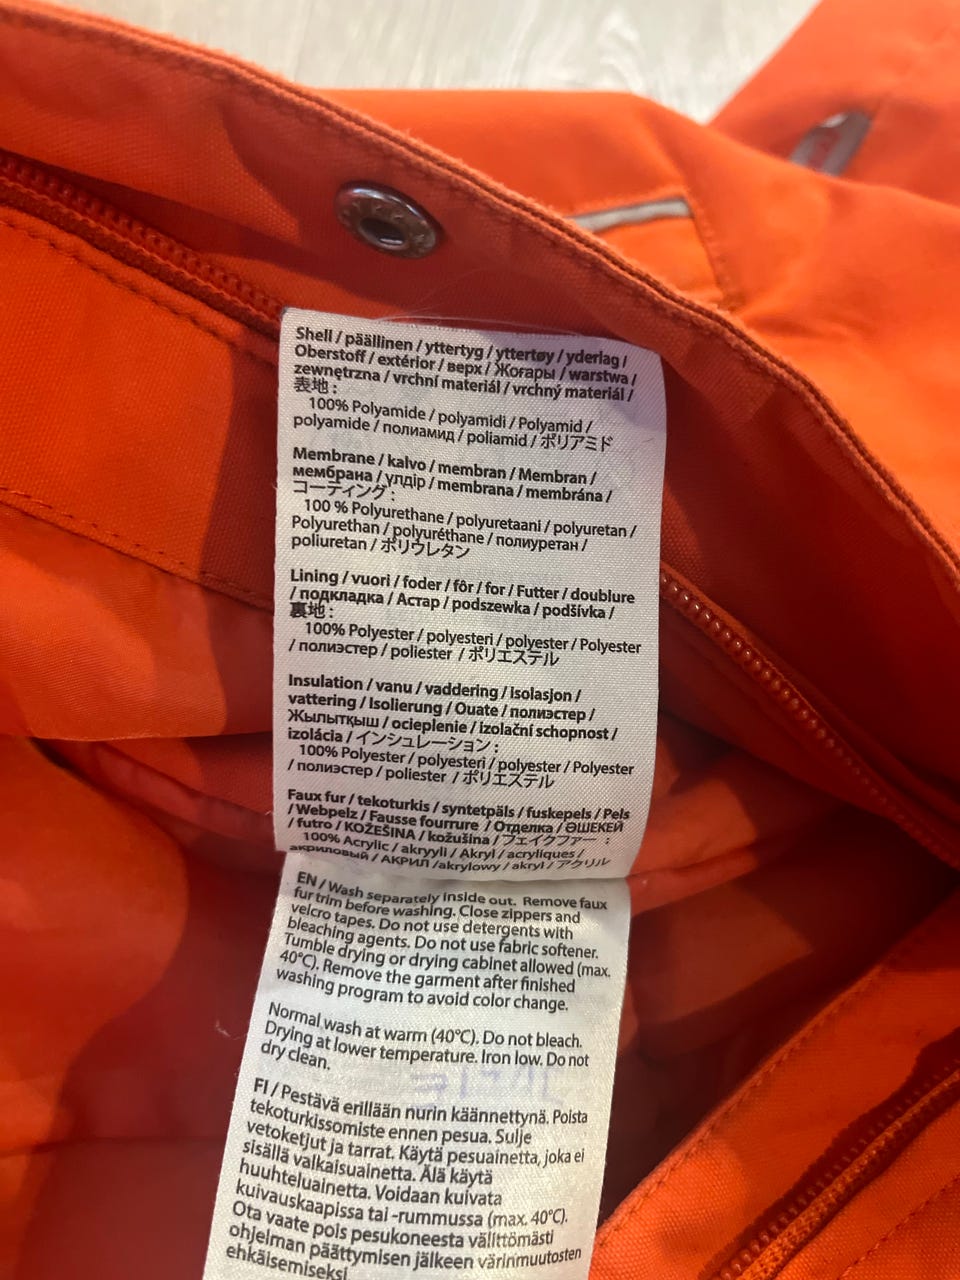 Shell / päällinen / yttertyg / yttertøy / yderlag /
Oberstoff / extérior / верх / Жоғары / warstwa /
zewnętrzna / vrchní materiál / vrchný materiál /
表地 :
100% Polyamide / polyamidi / Polyamid /
polyamide / полиамид / poliamid / ポリアミド
Membrane / kalvo / membran / Membran /
мембрана / үлдір / membrana / membrána /
コーティング :
100 % Polyurethane / polyuretaani / polyuretan /
Polyurethan / polyuréthane / полиуретан /
poliuretan / ポリウレタン
Lining / vuori / foder / fôr / for / Futter / doublure
/ подкладка / Астар / podszewka / podšívka /
裏地 :
100% Polyester / polyesteri / polyester / Polyester
/ полиэстер / poliester / ポリエステル
Insulation / vanu / vaddering / Isolasjon /
vattering / Isolierung / Ouate / полиэстер /
Жылытқыш / ocieplenie / izolační schopnost /
izolácia / インシュレーション :
100% Polyester / polyesteri / polyester / Polyester
/ полиэстер / poliester / ポリエステル
Faux fur / tekoturkis / syntetpäls / fuskepels / Pels
/ Webpelz / Fausse fourrure / Отделка / ӨШЕКЕЙ
/ futro / KOŽEŠINA / kožušina / フェイクファー :
100% Acrylic / akryyli / Akryl / acryliques /
акриловый / АКРИЛ /akrylowy / akryl / アクリル
EN / Wash separately inside out. Remove faux
fur trim before washing. Close zippers and
velcro tapes. Do not use detergents with
bleaching agents. Do not use fabric softener.
Tumble drying or drying cabinet allowed (max.
40°C). Remove the garment after finished
washing program to avoid color change.
Normal wash at warm (40°C). Do not bleach.
Drying at lower temperature. Iron low. Do not
dry clean.
FI / Pestävä erillään nurin käännettynä. Poista
tekoturkissomiste ennen pesua. Sulje
vetoketjut ja tarrat. Käytä pesuainetta, joka ei
sisällä valkaisuainetta. Älä käytä
huuhteluainetta. Voidaan kuivata
kuivauskaapissa tai -rummussa (max. 40°C).
Ota vaate pois pesukoneesta välittömästi
ohjelman päättymisen jälkeen värinmuutosten
ehkäisemiseksi